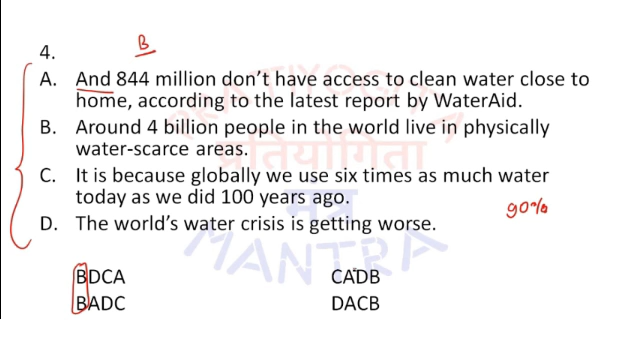 4.
B
A. And 844 million don't have access to clean water close to
home, according to the latest report by WaterAid.
B. Around 4 billion people in the world live in physically
water-scarce areas.
C. It is because globally we use six times as much water
today as we did 100 years ago.
90%
D. The world's water crisis is getting worse.
BDCA CADB
BADC DACB
PRATIYOGITA
प्रतियोगिता
मंत्र
MANTRA